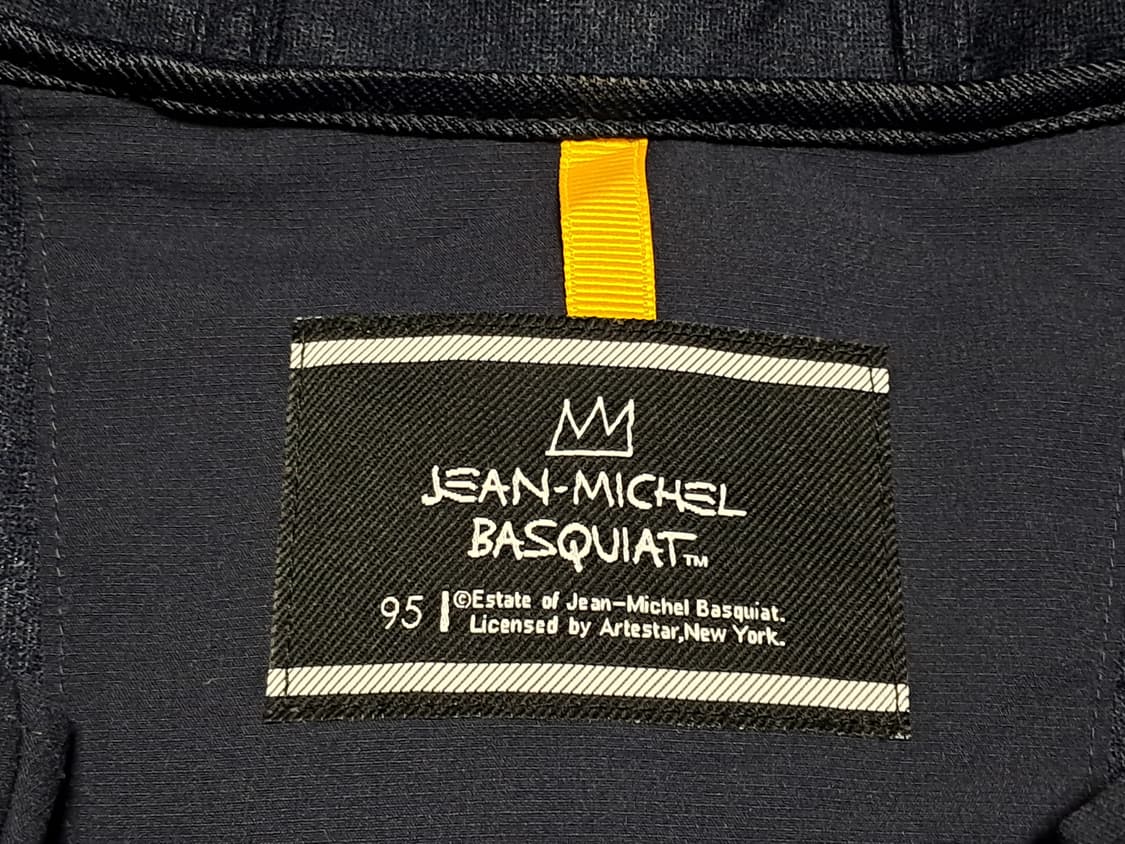 JEAN-MICHEL
BASQUIAT™
95 ©Estate of Jean-Michel Basquiat.
Licensed by Artestar,New York.